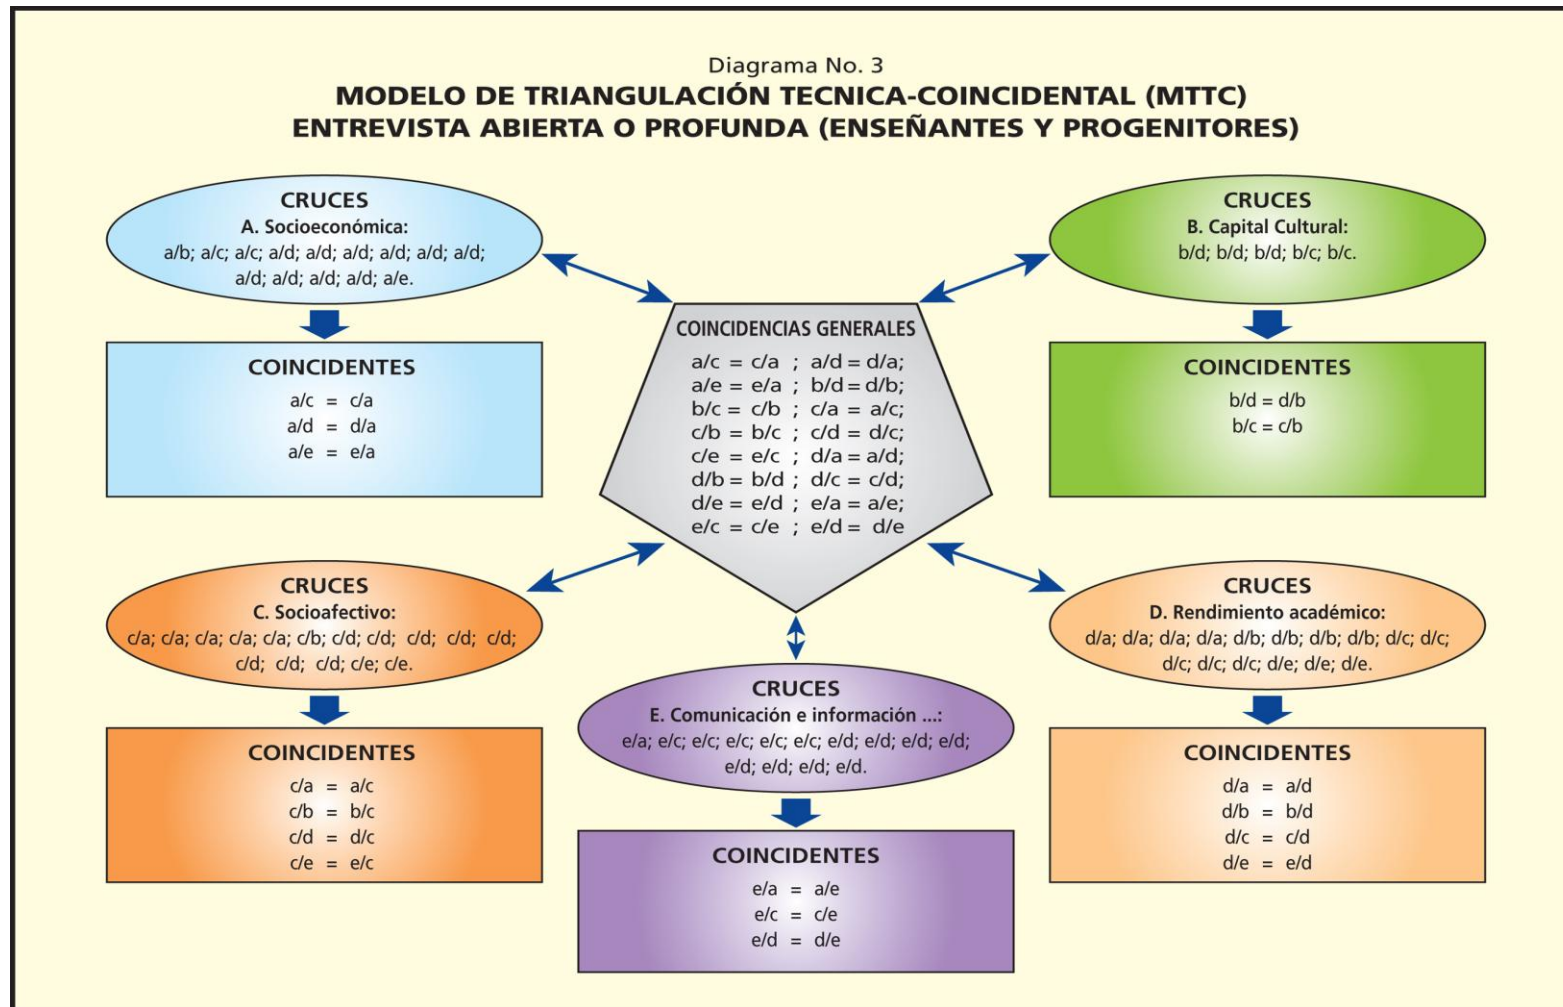 Diagrama No. 3
MODELO DE TRIANGULACIÓN TECNICA-COINCIDENTAL (MTTC)
ENTREVISTA ABIERTA O PROFUNDA (ENSEÑANTES Y PROGENITORES)
CRUCES
A. Socioeconómica:
a/b; a/c; a/c; a/d; a/d; a/d; a/d; a/d; a/d;
a/d; a/d; a/d; a/d; a/e.
COINCIDENTES
a/c = c/a
a/d = d/a
a/e = e/a
CRUCES
B. Capital Cultural:
b/d; b/d; b/d; b/c; b/c.
COINCIDENTES
b/d = d/b
b/c = c/b
COINCIDENCIAS GENERALES
a/c = c/a ; a/d = d/a;
a/e = e/a ; b/d = d/b;
b/c = c/b ; c/a = a/c;
c/b = b/c ; c/d = d/c;
c/e = e/c ; d/a = a/d;
d/b = b/d ; d/c = c/d;
d/e = e/d ; e/a = a/e;
e/c = c/e ; e/d = d/e
CRUCES
C. Socioafectivo:
c/a; c/a; c/a; c/a; c/a; c/b; c/d; c/d; c/d; c/d; c/d;
c/d; c/d; c/d; c/e; c/e.
COINCIDENTES
c/a = a/c
c/b = b/c
c/d = d/c
c/e = e/c
CRUCES
E. Comunicación e información ...:
e/a; e/c; e/c; e/c; e/c; e/c; e/d; e/d; e/d; e/d;
e/d; e/d; e/d; e/d.
COINCIDENTES
e/a = a/e
e/c = c/e
e/d = d/e
CRUCES
D. Rendimiento académico:
d/a; d/a; d/a; d/a; d/b; d/b; d/b; d/b; d/c; d/c;
d/c; d/c; d/c; d/e; d/e; d/e.
COINCIDENTES
d/a = a/d
d/b = b/d
d/c = c/d
d/e = e/d